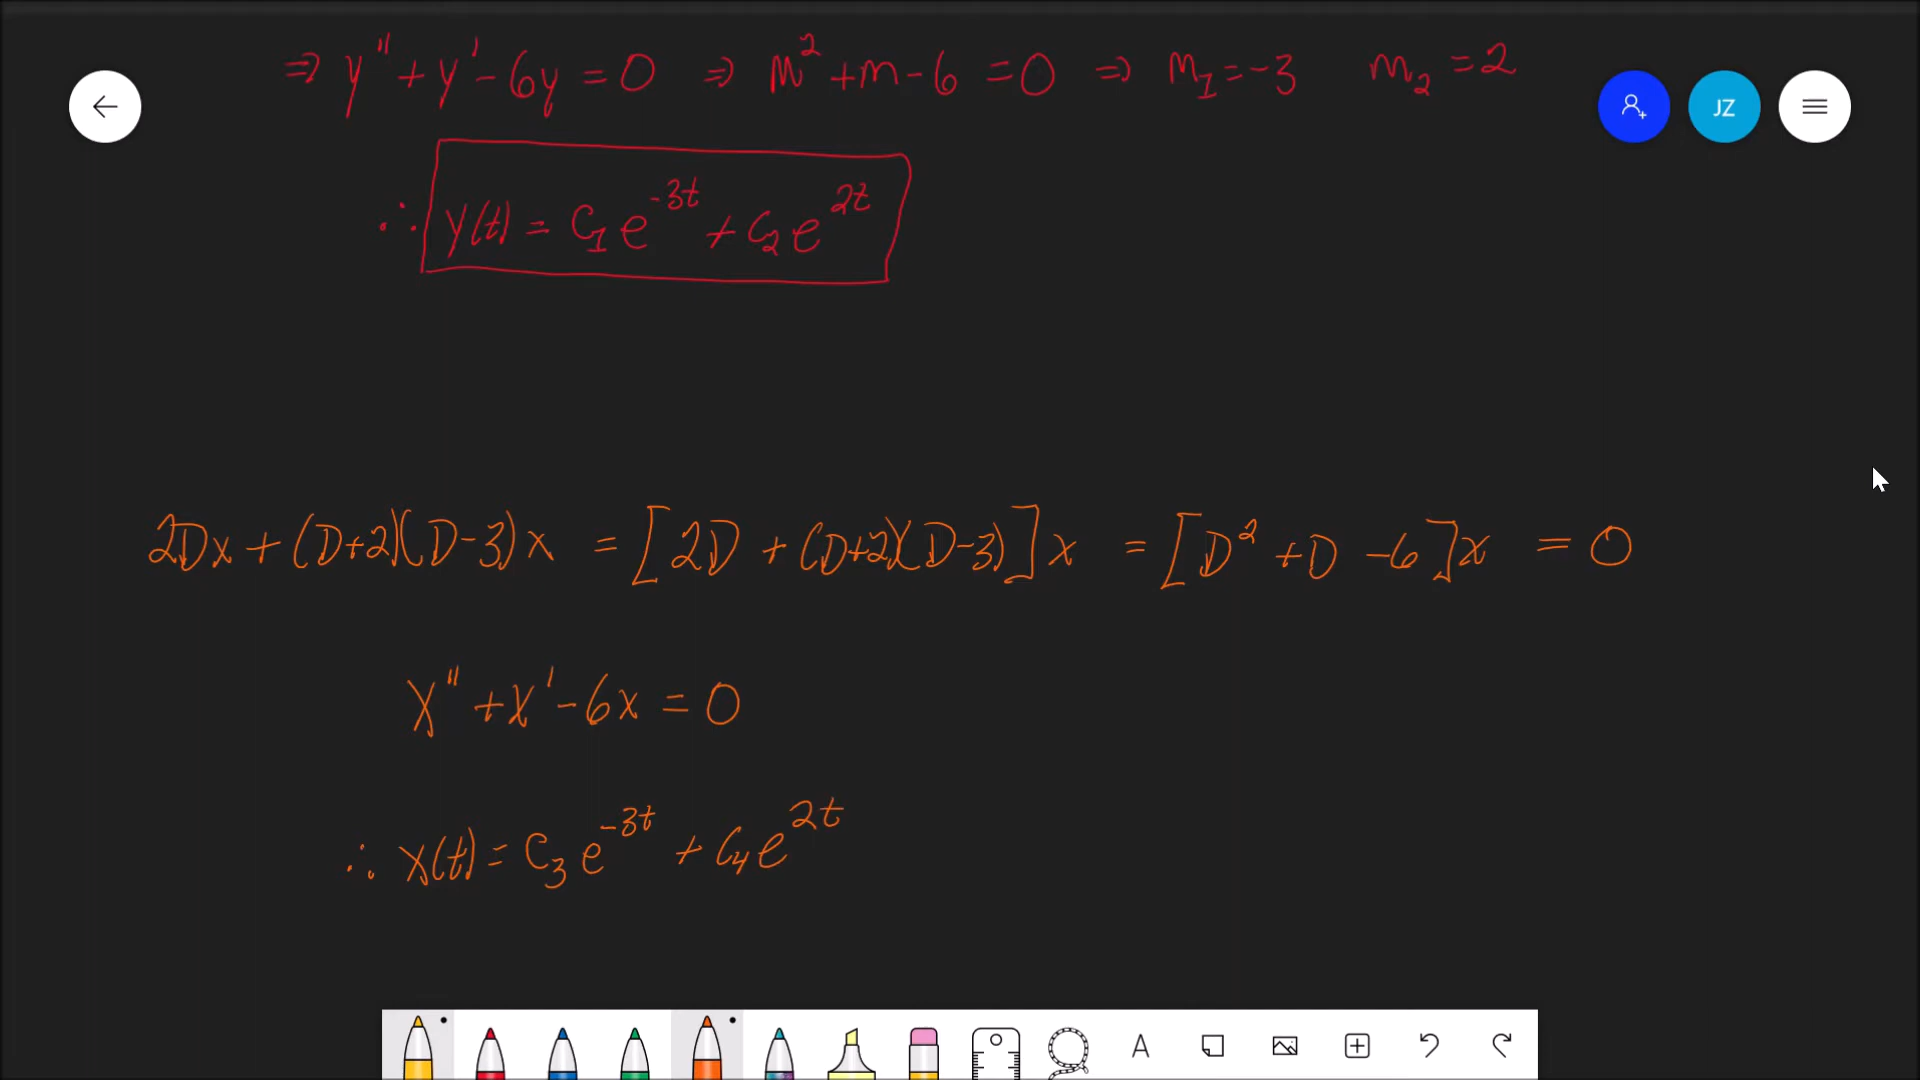 ⇒ y" + y' - 6y = 0 ⇒ m² + m - 6 = 0 ⇒ m₁ = -3 m₂ = 2
JZ
∴ y(t) = C₁e^{-3t} + C₂e^{2t}
2Dx + (D+2)(D-3)x = [2D + (D+2)(D-3)]x = [D² + D - 6]x = 0
x" + x' - 6x = 0
∴ x(t) = C₃e^{-3t} + C₄e^{2t}
A